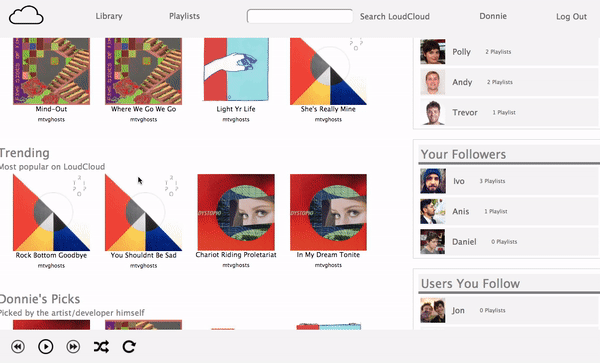 Library
Playlists
Search LoudCloud
Donnie
Log Out
Mind-Out
mtvghosts
Where We Go We Go
mtvghosts
Light Yr Life
mtvghosts
She's Really Mine
mtvghosts
Trending
Most popular on LoudCloud
Rock Bottom Goodbye
mtvghosts
You Shouldnt Be Sad
mtvghosts
DYSTOPIO
Chariot Riding Proletariat
mtvghosts
DYSTOPIO
In My Dream Tonite
mtvghosts
Donnie's Picks
Picked by the artist/developer himself
Polly
2 Playlists
Andy
2 Playlists
Trevor
1 Playlist
Your Followers
Ivo
3 Playlists
Anis
1 Playlist
Daniel
0 Playlists
Users You Follow
Jon
0 Playlists